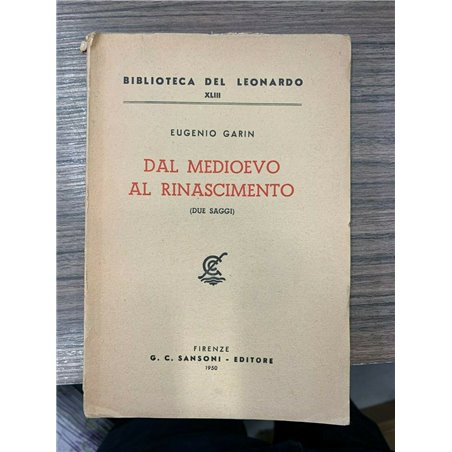 BIBLIOTECA DEL LEONARDO
XLIII
EUGENIO GARIN
DAL MEDIOEVO
AL RINASCIMENTO
(DUE SAGGI)
FIRENZE
G. C. SANSONI - EDITORE
1950